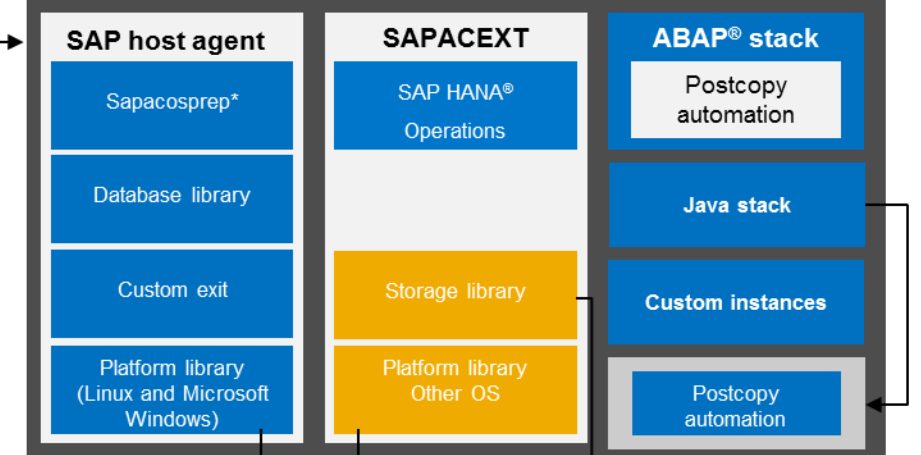 SAP host agent
Sapacosprep*
Database library
Custom exit
Platform library
(Linux and Microsoft
Windows)
SAPACEXT
SAP HANA®
Operations
Storage library
Platform library
Other OS
ABAP® stack
Postcopy
automation
Java stack
Custom instances
Postcopy
automation